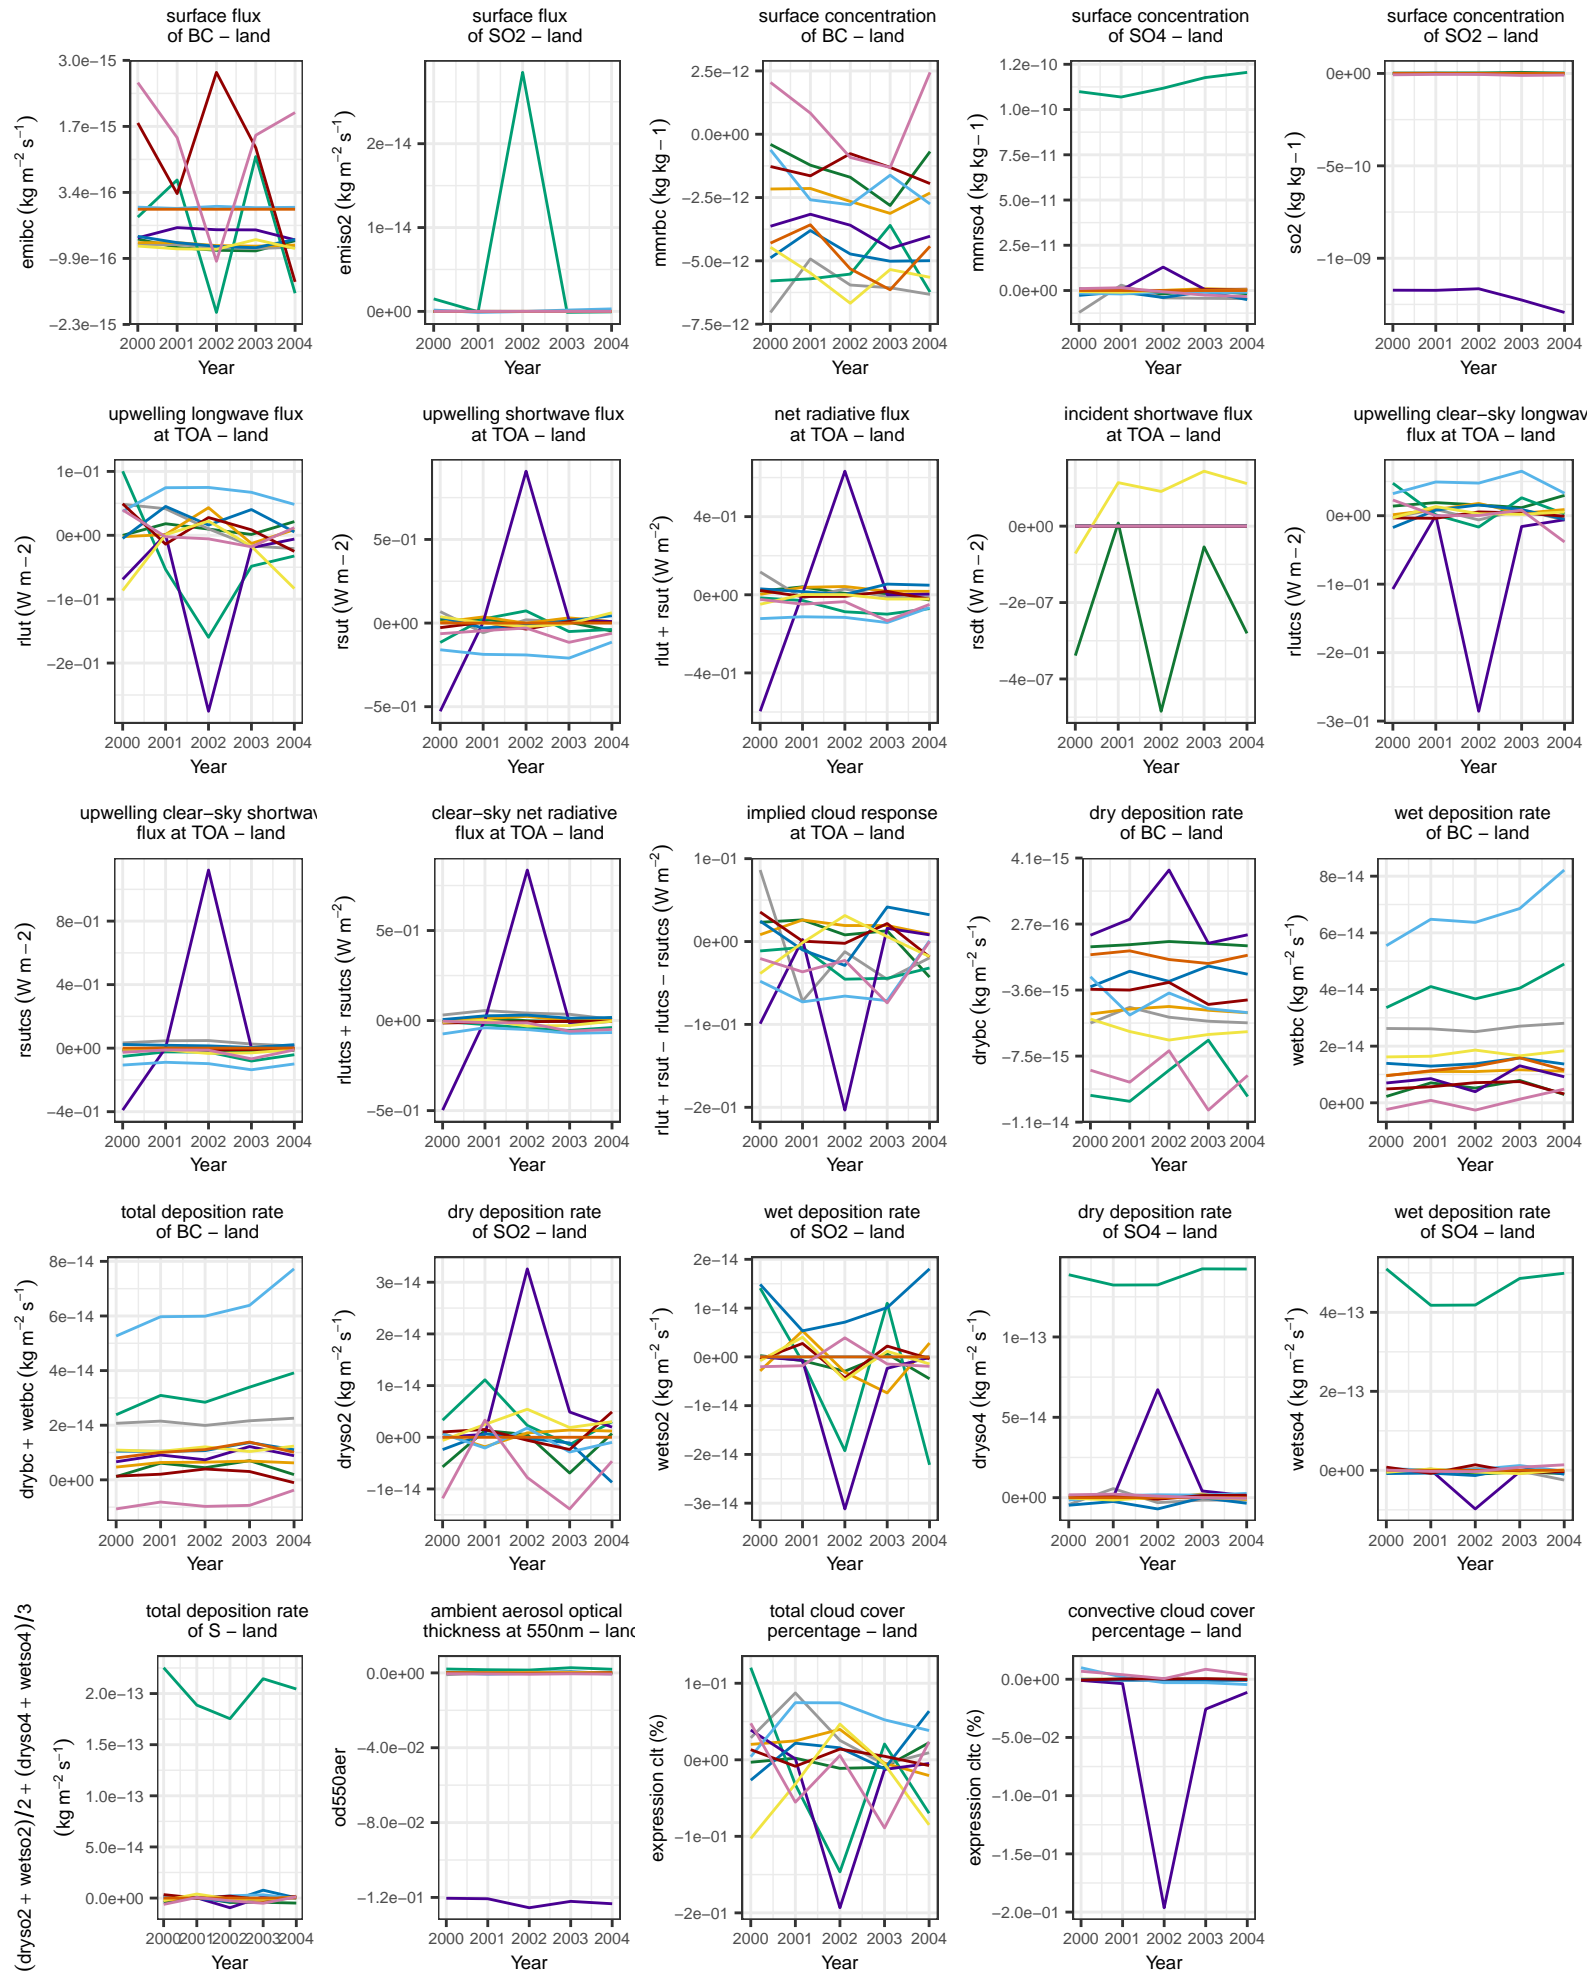 surface flux
of BC − land
surface flux
of SO2 − land
surface concentration
of BC − land
surface concentration
of SO4 − land
surface concentration
of SO2 − land
emibc (kg m−2 s−1)
3.0e−15
1.7e−15
3.4e−16
−9.9e−16
−2.3e−15
2000 2001 2002 2003 2004
Year
emiso2 (kg m−2 s−1)
2e−14
1e−14
0e+00
2000 2001 2002 2003 2004
Year
mmrbc (kg kg−1)
2.5e−12
0.0e+00
−2.5e−12
−5.0e−12
−7.5e−12
2000 2001 2002 2003 2004
Year
mmrso4 (kg kg−1)
1.2e−10
1.0e−10
7.5e−11
5.0e−11
2.5e−11
0.0e+00
2000 2001 2002 2003 2004
Year
so2 (kg kg−1)
0e+00
−5e−10
−1e−09
2000 2001 2002 2003 2004
Year
upwelling longwave flux
at TOA − land
upwelling shortwave flux
at TOA − land
net radiative flux
at TOA − land
incident shortwave flux
at TOA − land
upwelling clear−sky longwav
flux at TOA − land
rlut (W m−2)
1e−01
0e+00
−1e−01
−2e−01
2000 2001 2002 2003 2004
Year
rsut (W m−2)
5e−01
0e+00
−5e−01
2000 2001 2002 2003 2004
Year
rlut + rsut (W m−2)
4e−01
0e+00
−4e−01
2000 2001 2002 2003 2004
Year
rsdt (W m−2)
0e+00
−2e−07
−4e−07
2000 2001 2002 2003 2004
Year
rlutcs (W m−2)
0e+00
−1e−01
−2e−01
−3e−01
2000 2001 2002 2003 2004
Year
upwelling clear−sky shortwav
flux at TOA − land
clear−sky net radiative
flux at TOA − land
implied cloud response
at TOA − land
dry deposition rate
of BC − land
wet deposition rate
of BC − land
rsutcs (W m−2)
8e−01
4e−01
0e+00
−4e−01
2000 2001 2002 2003 2004
Year
rlutcs + rsutcs (W m−2)
5e−01
0e+00
−5e−01
2000 2001 2002 2003 2004
Year
rlut + rsut − rlutcs − rsutcs (W m−2)
1e−01
0e+00
−1e−01
−2e−01
2000 2001 2002 2003 2004
Year
drybc (kg m−2 s−1)
4.1e−15
2.7e−16
−3.6e−15
−7.5e−15
−1.1e−14
2000 2001 2002 2003 2004
Year
wetbc (kg m−2 s−1)
8e−14
6e−14
4e−14
2e−14
0e+00
2000 2001 2002 2003 2004
Year
total deposition rate
of BC − land
dry deposition rate
of SO2 − land
wet deposition rate
of SO2 − land
dry deposition rate
of SO4 − land
wet deposition rate
of SO4 − land
drybc + wetbc (kg m−2 s−1)
8e−14
6e−14
4e−14
2e−14
0e+00
2000 2001 2002 2003 2004
Year
dryso2 (kg m−2 s−1)
3e−14
2e−14
1e−14
0e+00
−1e−14
2000 2001 2002 2003 2004
Year
wetso2 (kg m−2 s−1)
2e−14
1e−14
0e+00
−1e−14
−2e−14
−3e−14
2000 2001 2002 2003 2004
Year
dryso4 (kg m−2 s−1)
1e−13
5e−14
0e+00
2000 2001 2002 2003 2004
Year
wetso4 (kg m−2 s−1)
4e−13
2e−13
0e+00
2000 2001 2002 2003 2004
Year
total deposition rate
of S − land
ambient aerosol optical
thickness at 550nm − land
total cloud cover
percentage − land
convective cloud cover
percentage − land
(dryso2 + wetso2)/2 + (dryso4 + wetso4)/3
(kg m−2 s−1)
2.0e−13
1.5e−13
1.0e−13
5.0e−14
0.0e+00
2000 2001 2002 2003 2004
Year
od550aer
0.0e+00
−4.0e−02
−8.0e−02
−1.2e−01
2000 2001 2002 2003 2004
Year
expression clt (%)
1e−01
0e+00
−1e−01
−2e−01
2000 2001 2002 2003 2004
Year
expression cltc (%)
0.0e+00
−5.0e−02
−1.0e−01
−1.5e−01
−2.0e−01
2000 2001 2002 2003 2004
Year